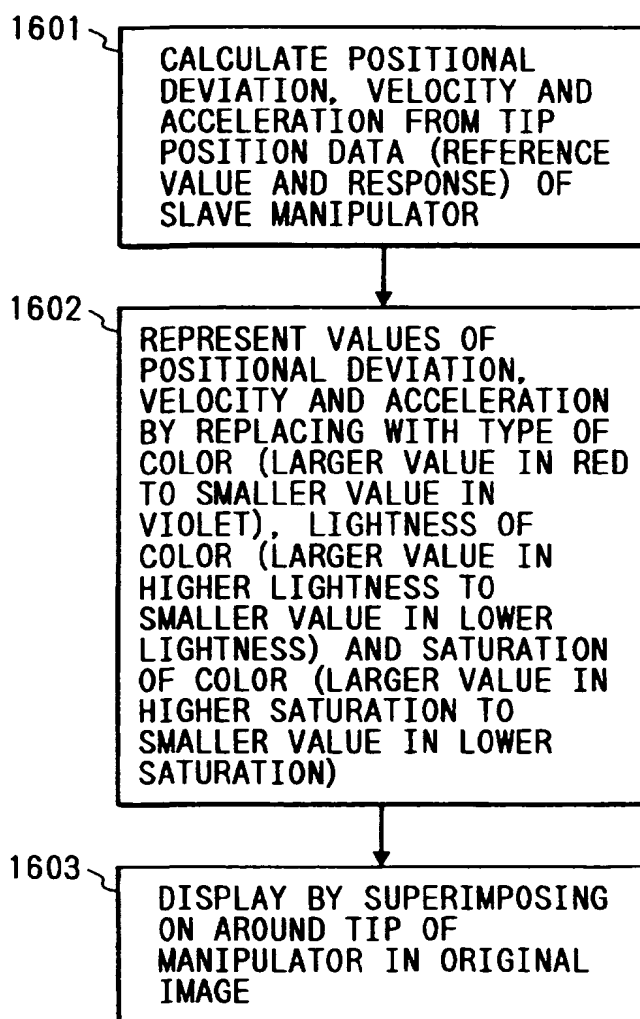 1601
CALCULATE POSITIONAL
DEVIATION, VELOCITY AND
ACCELERATION FROM TIP
POSITION DATA (REFERENCE
VALUE AND RESPONSE) OF
SLAVE MANIPULATOR
1602
REPRESENT VALUES OF
POSITIONAL DEVIATION,
VELOCITY AND ACCELERATION
BY REPLACING WITH TYPE OF
COLOR (LARGER VALUE IN RED
TO SMALLER VALUE IN
VIOLET), LIGHTNESS OF
COLOR (LARGER VALUE IN
HIGHER LIGHTNESS TO
SMALLER VALUE IN LOWER
LIGHTNESS) AND SATURATION
OF COLOR (LARGER VALUE IN
HIGHER SATURATION TO
SMALLER VALUE IN LOWER
SATURATION)
1603
DISPLAY BY SUPERIMPOSING
ON AROUND TIP OF
MANIPULATOR IN ORIGINAL
IMAGE